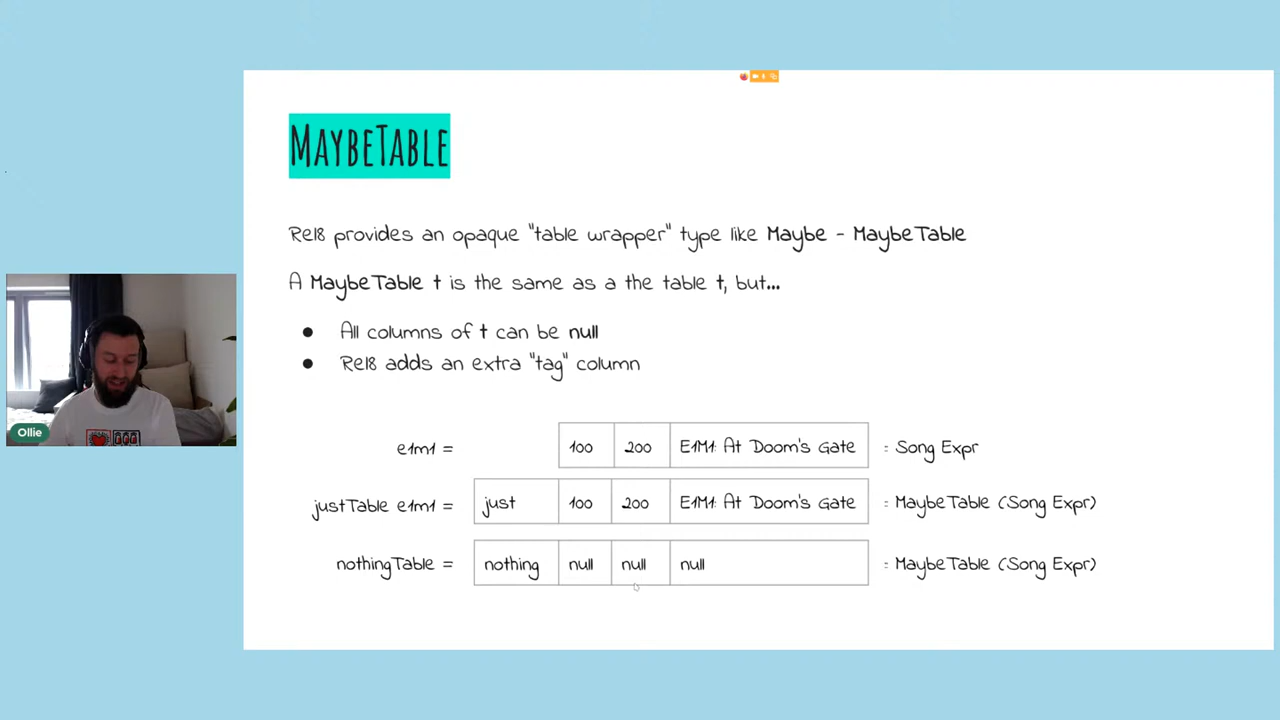 MaybeTable
Rel8 provides an opaque "table wrapper" type like Maybe - MaybeTable
A MaybeTable t is the same as a the table t, but...
● All columns of t can be null
● Rel8 adds an extra "tag" column
e1m1 = 100 200 E1M1: At Doom's Gate : Song Expr
justTable e1m1 = just 100 200 E1M1: At Doom's Gate : MaybeTable (Song Expr)
nothingTable = nothing null null null : MaybeTable (Song Expr)
Ollie